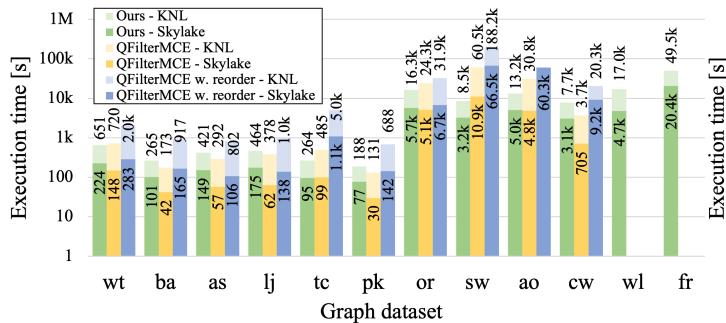 Execution time [s]
1M
100k
10k
1k
100
10
1
Ours - KNL
Ours - Skylake
QFilterMCE - KNL
QFilterMCE - Skylake
QFilterMCE w. reorder - KNL
QFilterMCE w. reorder - Skylake
651 720 2.0k
224 148 283
265 173 917
101 42 165
421 292 802
149 57 106
464 378 1.0k
175 62 138
264 485 5.0k
95 99 1.1k
188 131 688
77 30 142
16.3k 24.3k 31.9k
5.7k 5.1k 6.7k
8.5k 60.5k 188.2k
3.2k 10.9k 66.5k
13.2k 30.8k
5.0k 4.8k 60.3k
7.7k 3.7k 20.3k
3.1k 705 9.2k
17.0k
4.7k
49.5k
20.4k
wt ba as lj tc pk or sw ao cw wl fr
Graph dataset
Execution time [s]